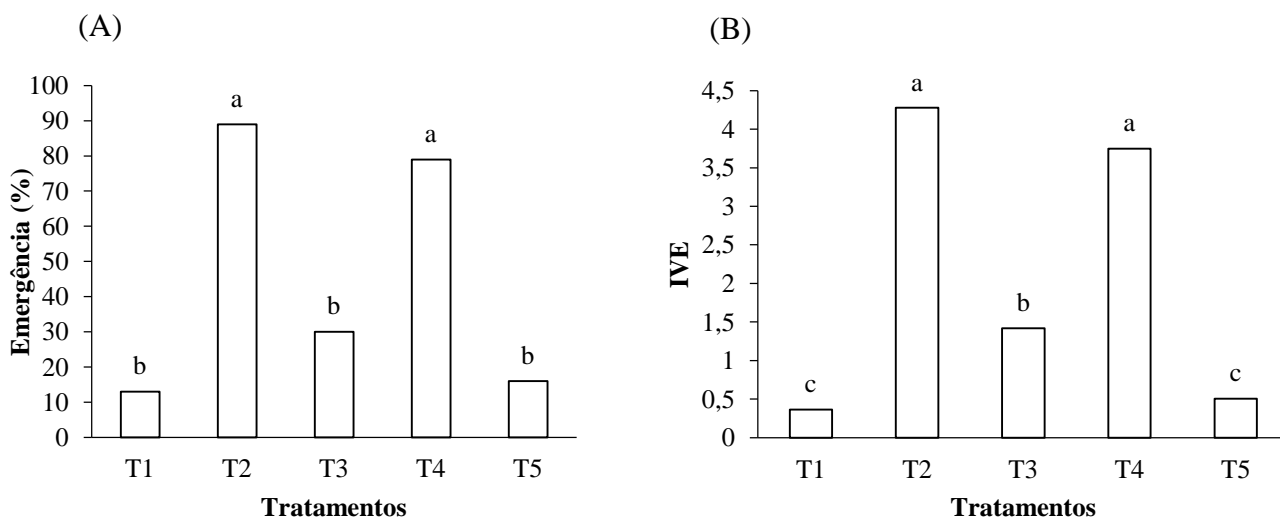 (A)
Emergência (%)
100
90
80
70
60
50
40
30
20
10
0
b
a
b
a
b
T1 T2 T3 T4 T5
Tratamentos
(B)
IVE
4,5
4
3,5
3
2,5
2
1,5
1
0,5
0
c
a
b
a
c
T1 T2 T3 T4 T5
Tratamentos